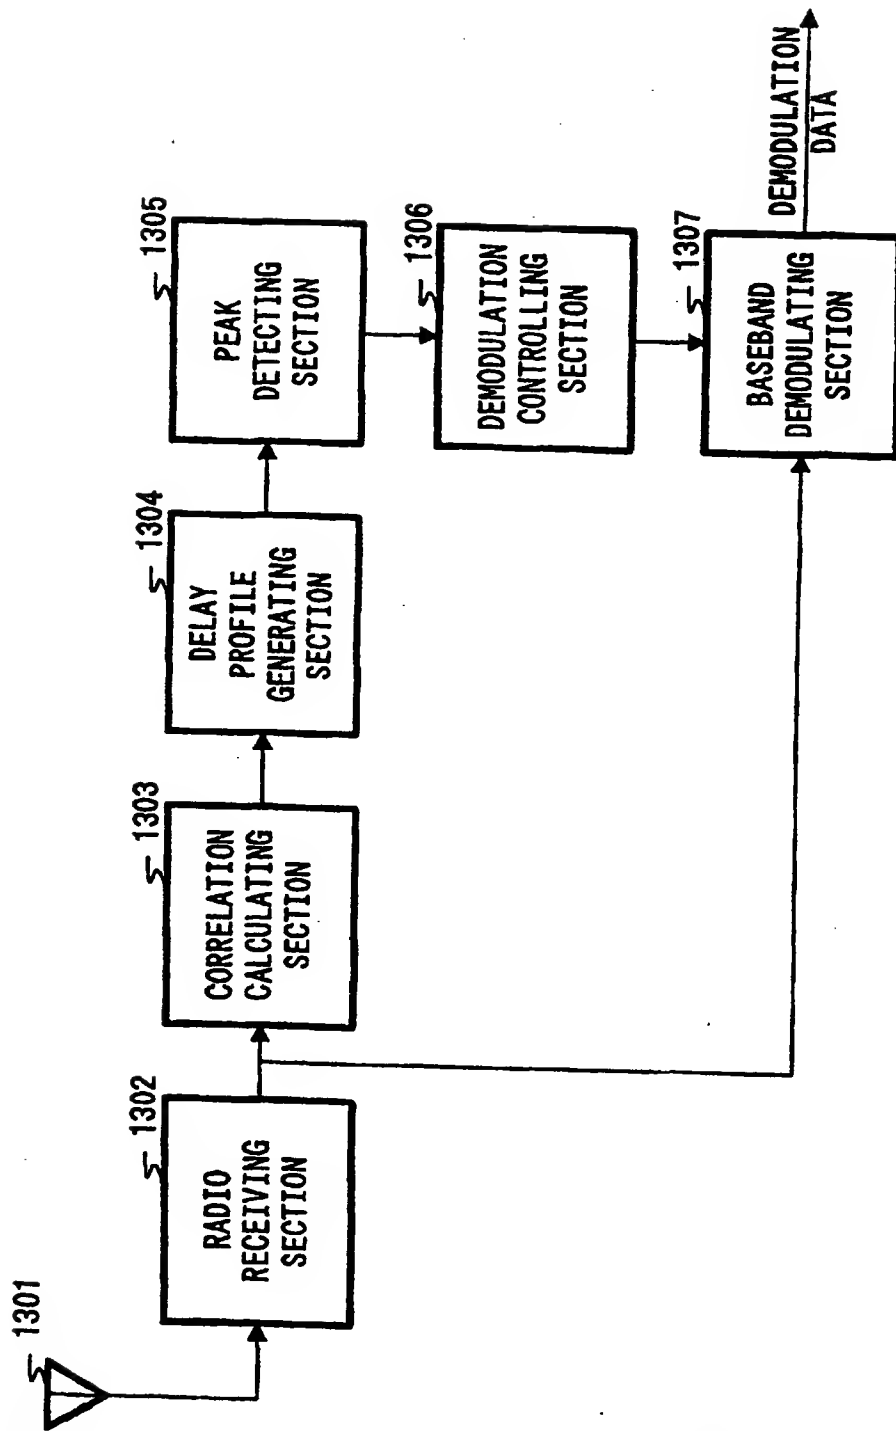 1301
1302
RADIO
RECEIVING
SECTION
1303
CORRELATION
CALCULATING
SECTION
1304
DELAY
PROFILE
GENERATING
SECTION
1305
PEAK
DETECTING
SECTION
1306
DEMODULATION
CONTROLLING
SECTION
1307
BASEBAND
DEMODULATING
SECTION
DEMODULATION
DATA